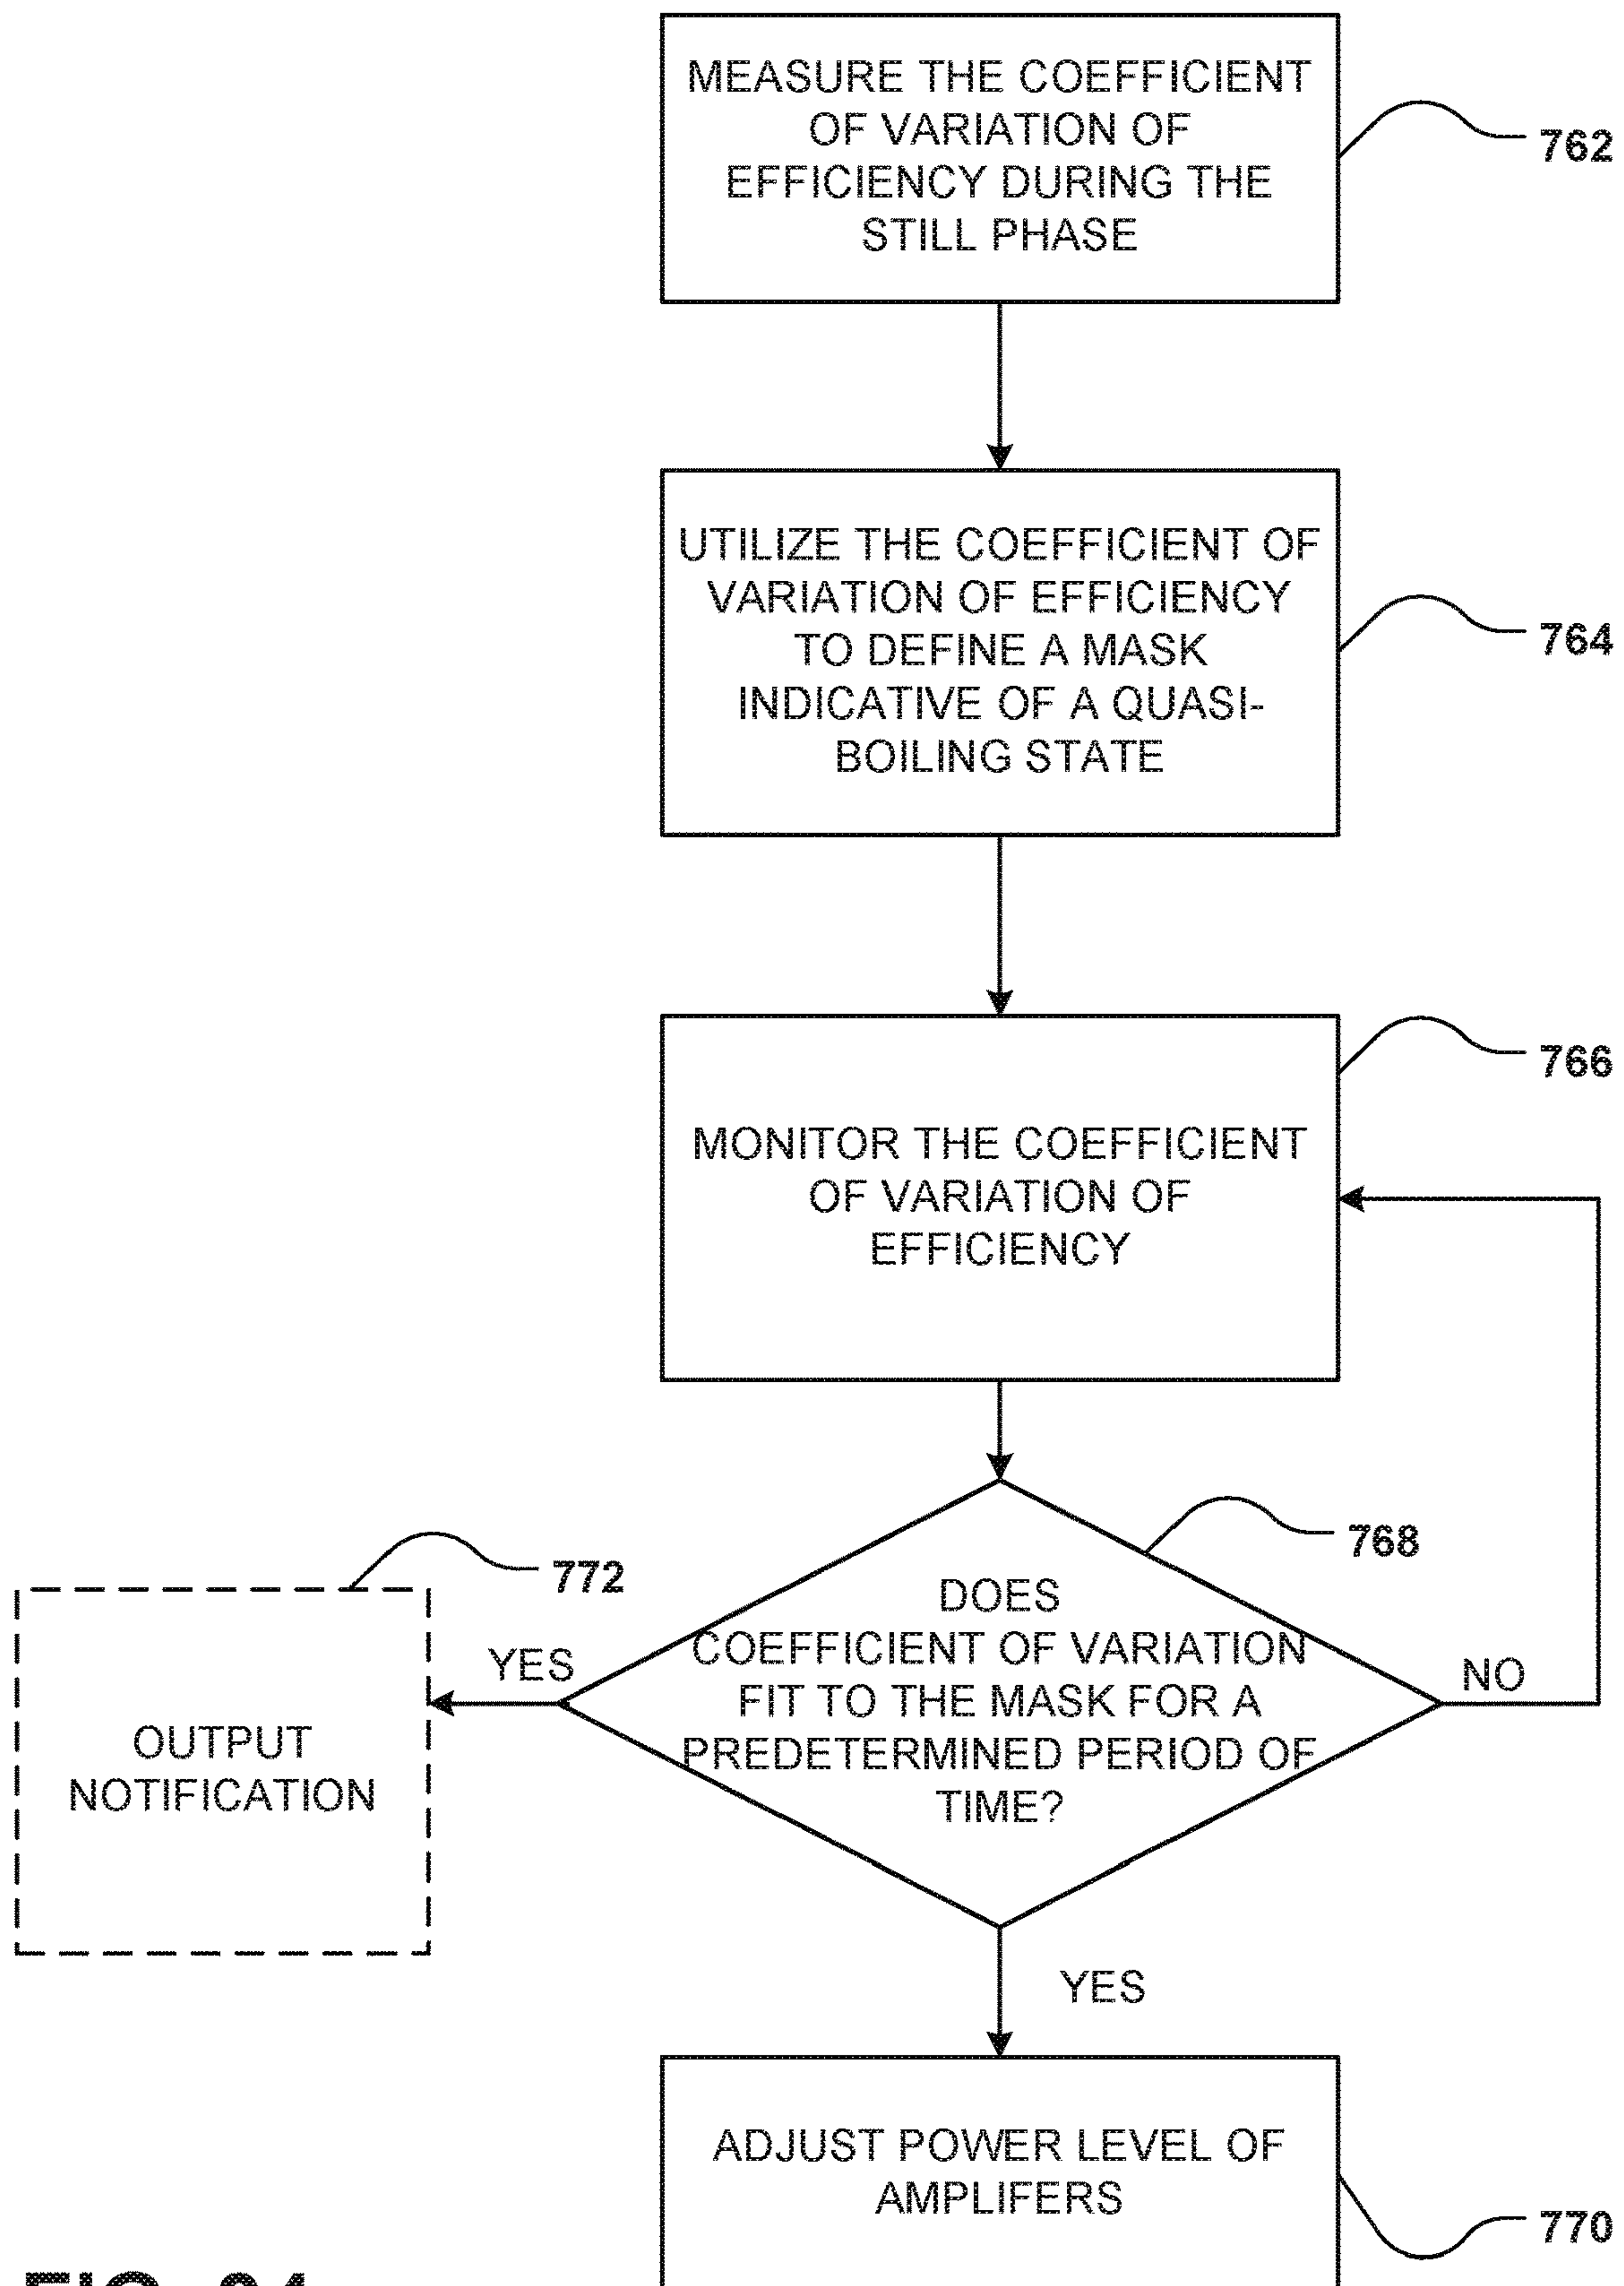 MEASURE THE COEFFICIENT
OF VARIATION OF
EFFICIENCY DURING THE
STILL PHASE
762
UTILIZE THE COEFFICIENT OF
VARIATION OF EFFICIENCY
TO DEFINE A MASK
INDICATIVE OF A QUASI-
BOILING STATE
764
766
MONITOR THE COEFFICIENT
OF VARIATION OF
EFFICIENCY
768
772
DOES
COEFFICIENT OF VARIATION
FIT TO THE MASK FOR A
PREDETERMINED PERIOD OF
TIME?
YES
NO
OUTPUT
NOTIFICATION
YES
ADJUST POWER LEVEL OF
AMPLIFERS
770